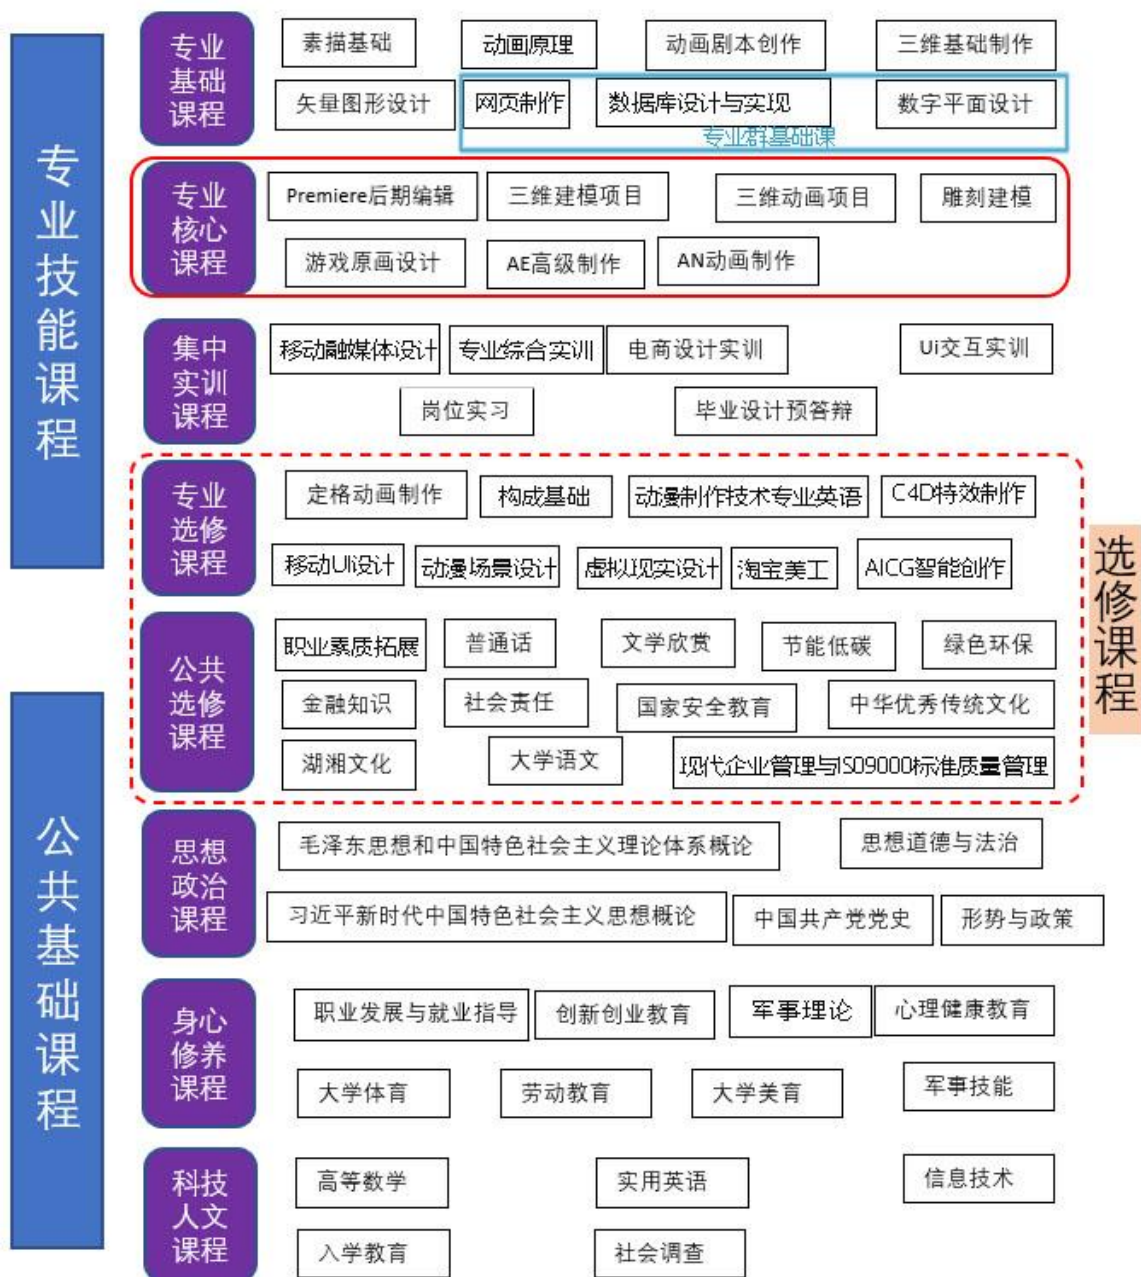 专业技能课程
专业
基础
课程
素描基础
动画原理
动画剧本创作
三维基础制作
矢量图形设计
网页制作
数据库设计与实现
数字平面设计
专业群基础课
专业
核心
课程
Premiere后期编辑
三维建模项目
三维动画项目
雕刻建模
游戏原画设计
AE高级制作
AN动画制作
集中
实训
课程
移动融媒体设计
专业综合实训
电商设计实训
Ui交互实训
岗位实习
毕业设计预答辩
专业
选修
课程
定格动画制作
构成基础
动漫制作技术专业英语
C4D特效制作
移动UI设计
动漫场景设计
虚拟现实设计
淘宝美工
AICG智能创作
选修课程
公共基础课程
公共
选修
课程
职业素质拓展
普通话
文学欣赏
节能低碳
绿色环保
金融知识
社会责任
国家安全教育
中华优秀传统文化
湖湘文化
大学语文
现代企业管理与ISO9000标准质量管理
思想
政治
课程
毛泽东思想和中国特色社会主义理论体系概论
思想道德与法治
习近平新时代中国特色社会主义思想概论
中国共产党党史
形势与政策
身心
修养
课程
职业发展与就业指导
创新创业教育
军事理论
心理健康教育
大学体育
劳动教育
大学美育
军事技能
科技
人文
课程
高等数学
实用英语
信息技术
入学教育
社会调查